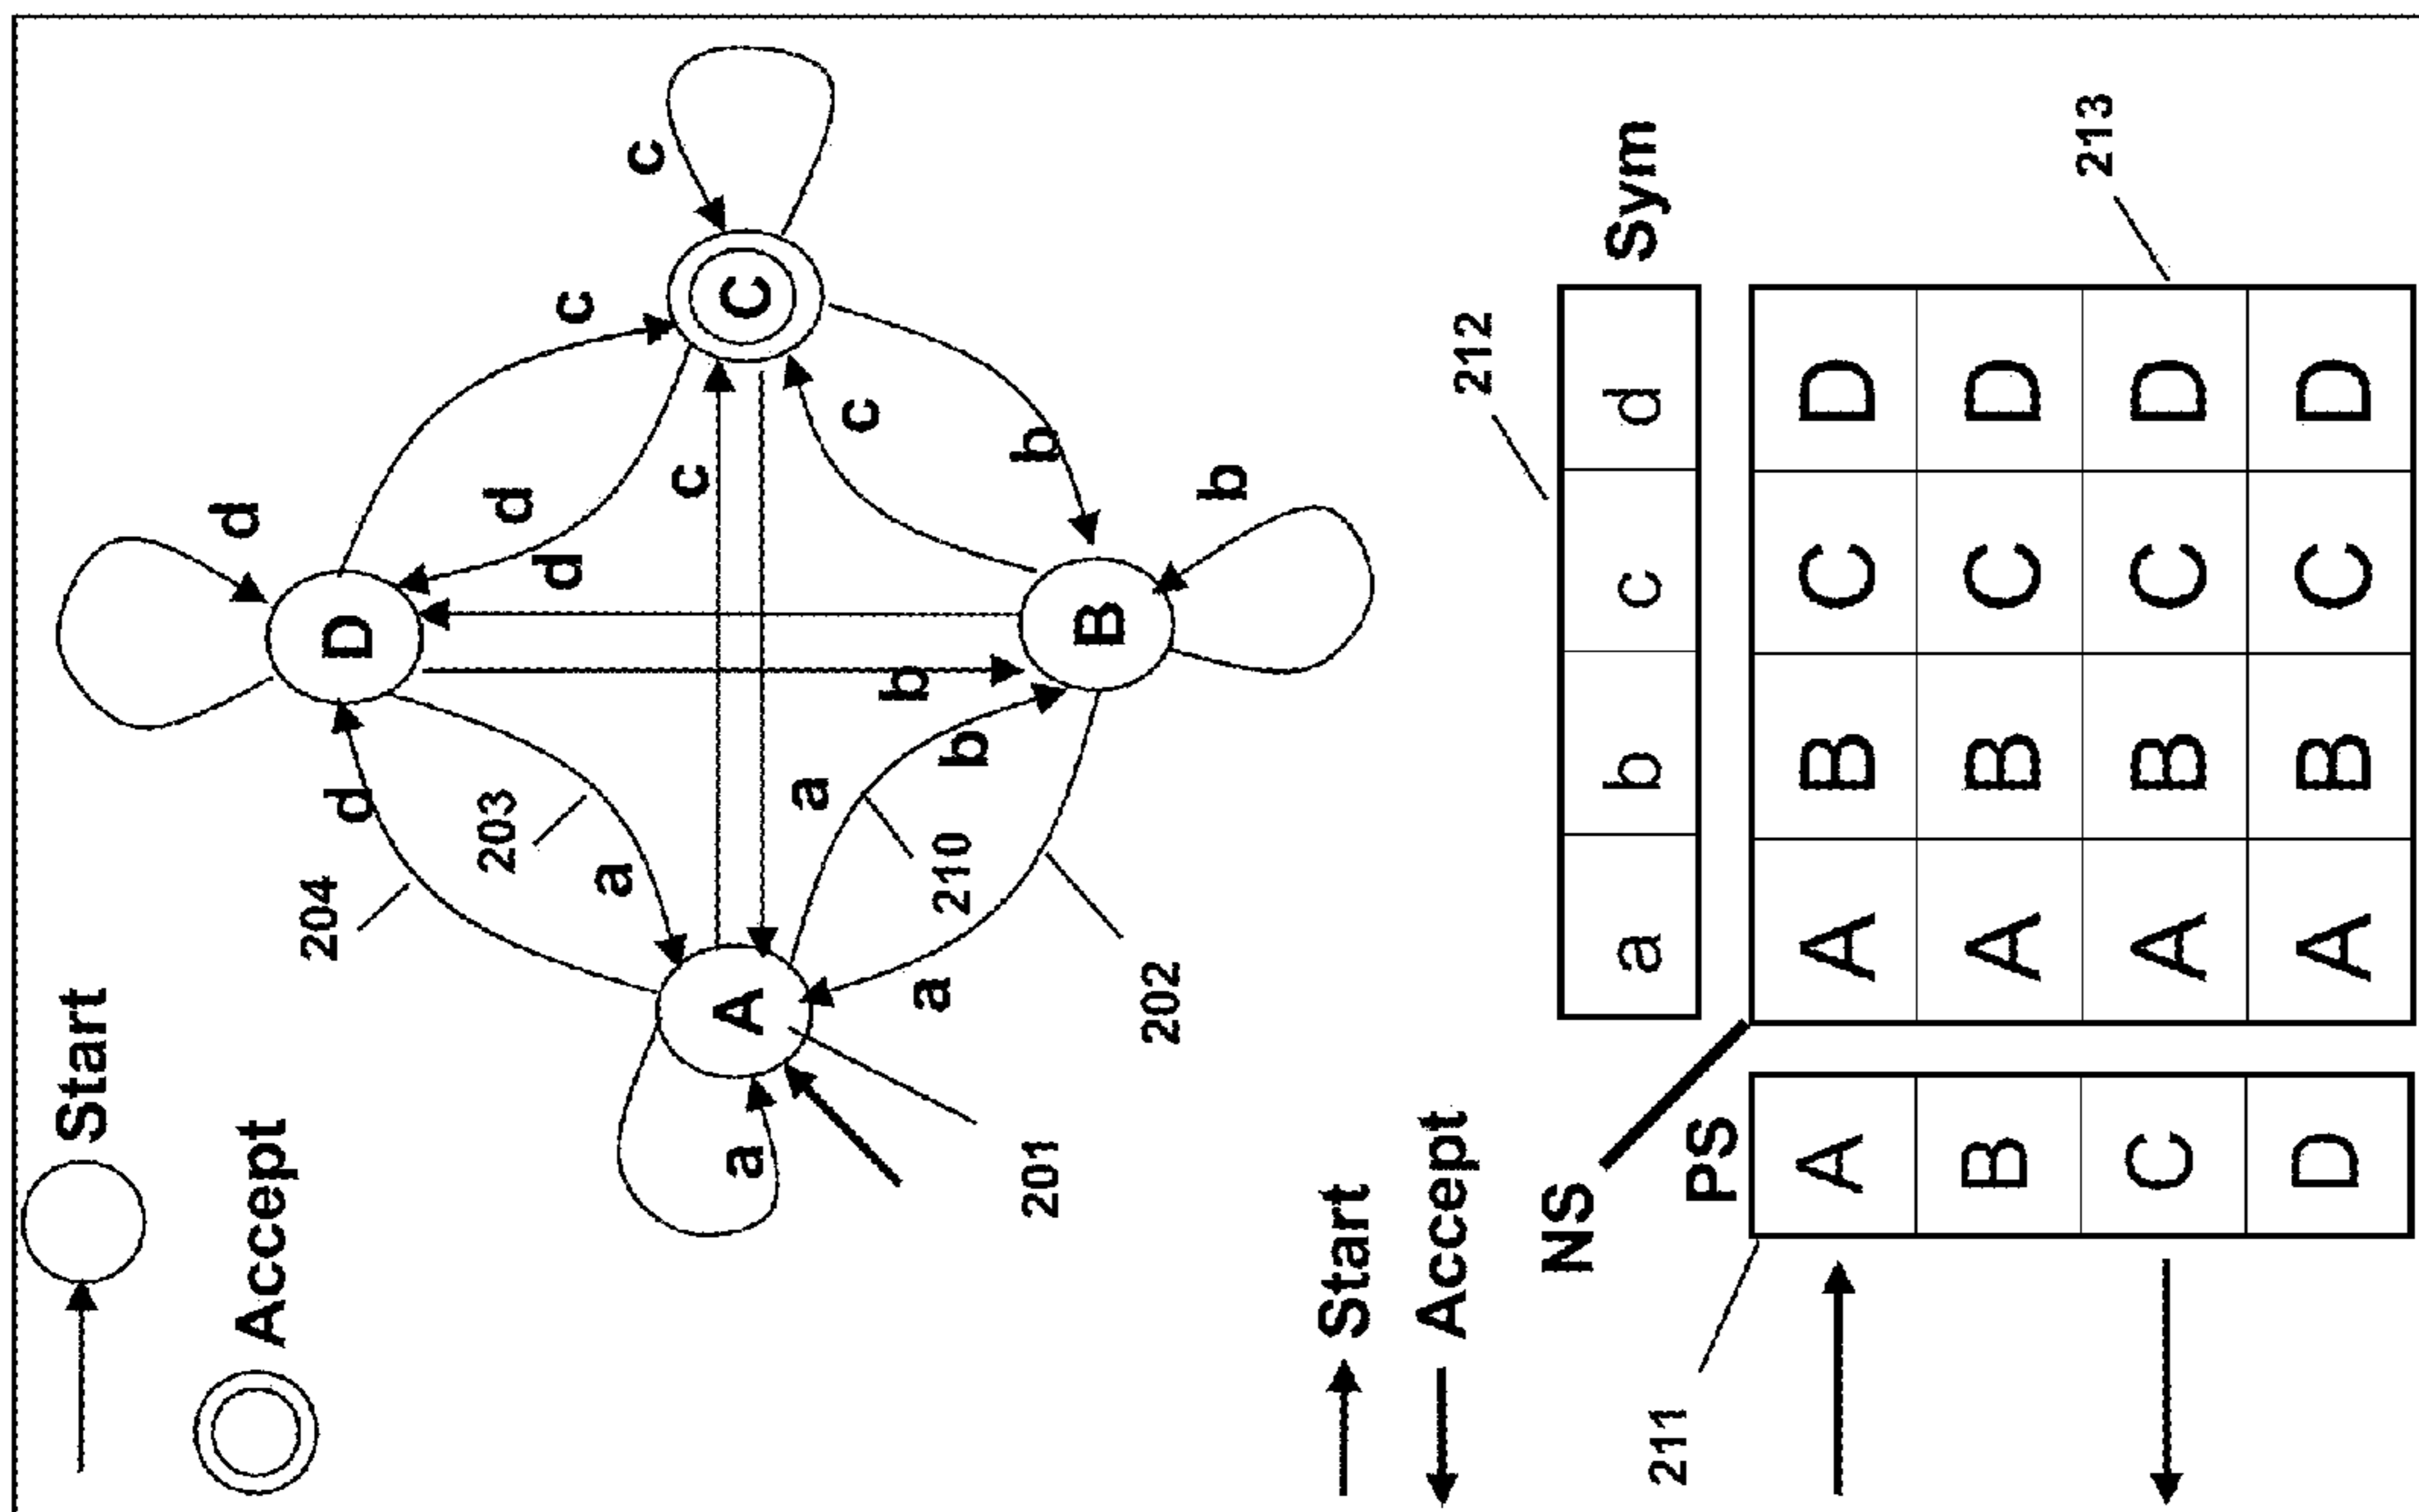 Start
d
Accept
204
d
D
203
d
d
c
a
c
c
a
A
C
a
c
b
a
210
b
b
201
B
202
b
Start
Accept
212
NS
a b c d Sym
211
PS
A A B C D
B A B C D
213
C A B C D
D A B C D